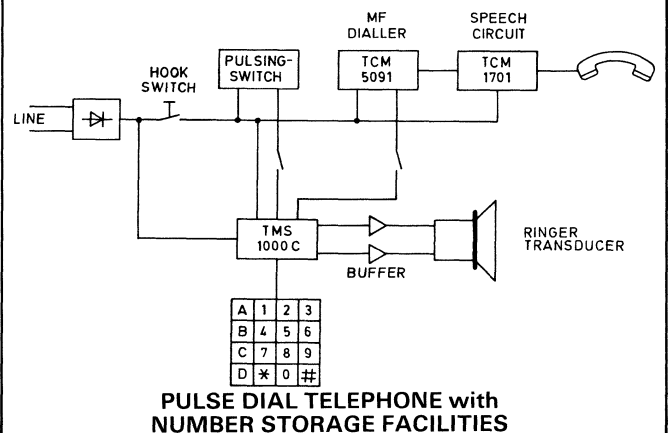 MF
DIALLER
SPEECH
CIRCUIT
HOOK
SWITCH
PULSING-
SWITCH
TCM
5091
TCM
1701
LINE
TMS
1000C
RINGER
TRANSDUCER
BUFFER
A 1 2 3
B 4 5 6
C 7 8 9
D * 0 #
PULSE DIAL TELEPHONE with
NUMBER STORAGE FACILITIES